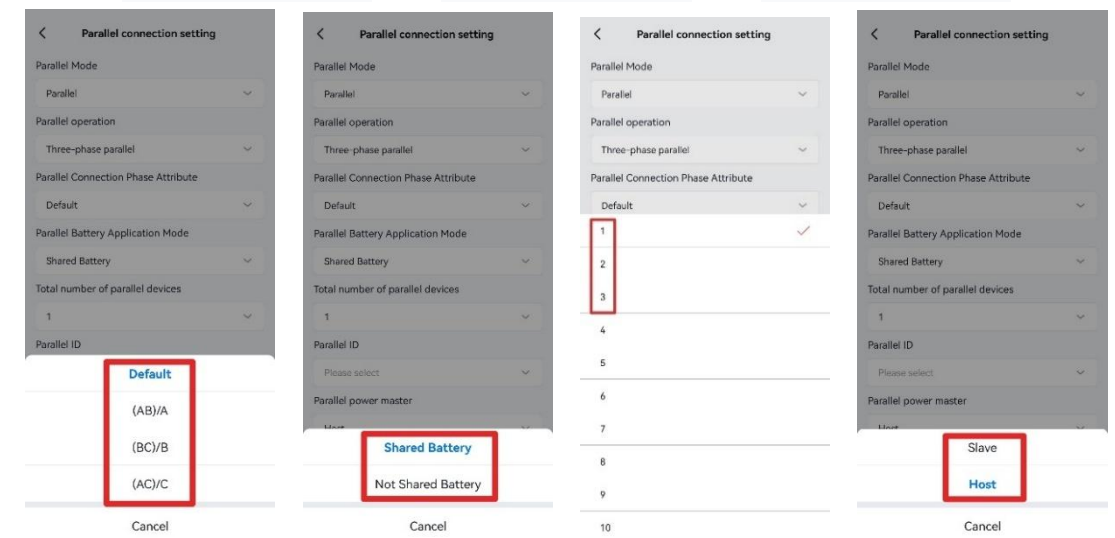 Parallel connection setting
Parallel Mode
Parallel
Parallel operation
Three-phase parallel
Parallel Connection Phase Attribute
Default
Parallel Battery Application Mode
Shared Battery
Total number of parallel devices
1
Parallel ID
Default
(AB)/A
(BC)/B
(AC)/C
Cancel
Parallel connection setting
Parallel Mode
Parallel
Parallel operation
Three-phase parallel
Parallel Connection Phase Attribute
Default
Parallel Battery Application Mode
Shared Battery
Total number of parallel devices
1
Parallel ID
Please select
Parallel power master
Host
Shared Battery
Not Shared Battery
Cancel
Parallel connection setting
Parallel Mode
Parallel
Parallel operation
Three-phase parallel
Parallel Connection Phase Attribute
Default
1
2
3
4
5
6
7
8
9
10
Parallel connection setting
Parallel Mode
Parallel
Parallel operation
Three-phase parallel
Parallel Connection Phase Attribute
Default
Parallel Battery Application Mode
Shared Battery
Total number of parallel devices
1
Parallel ID
Please select
Parallel power master
Host
Slave
Host
Cancel